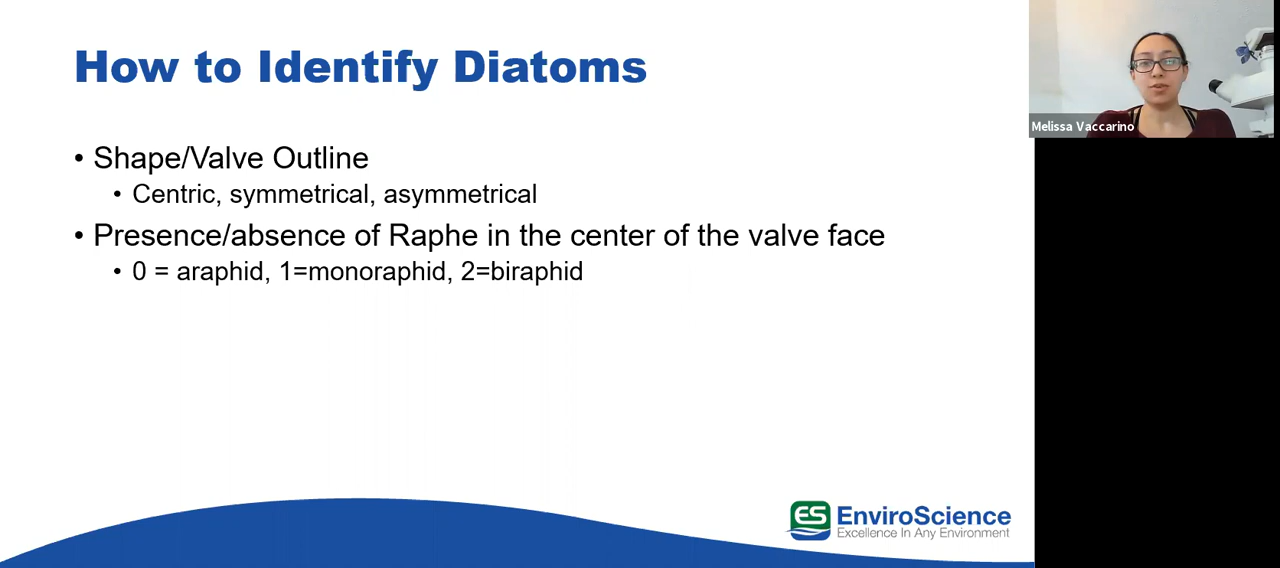 How to Identify Diatoms
• Shape/Valve Outline
• Centric, symmetrical, asymmetrical
• Presence/absence of Raphe in the center of the valve face
• 0 = araphid, 1=monoraphid, 2=biraphid
Melissa Vaccarino
ES EnviroScience
Excellence In Any Environment